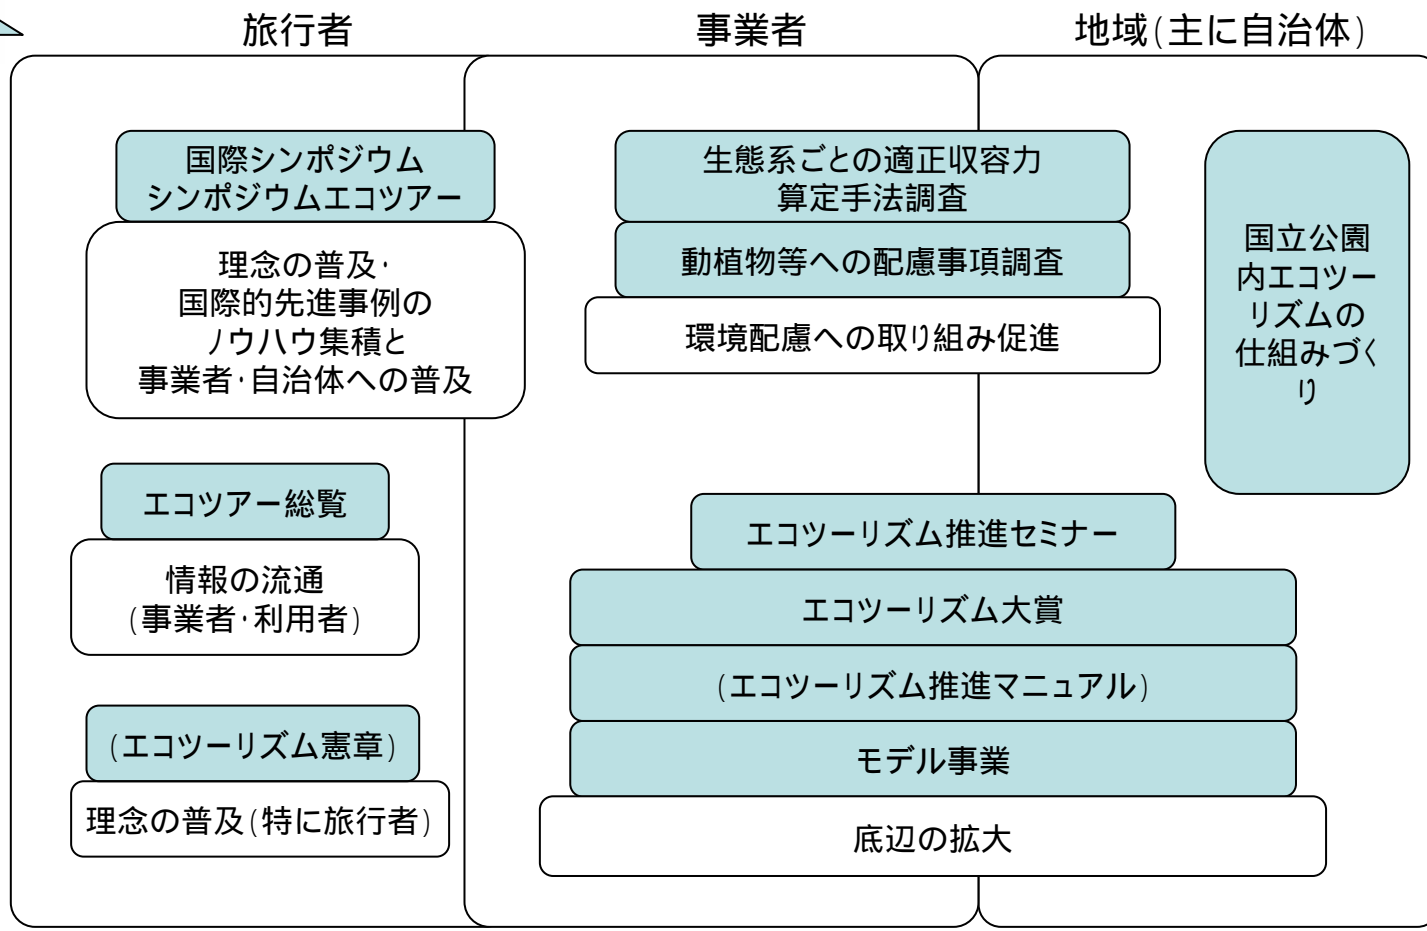 旅行者
事業者
地域(主に自治体)
国際シンポジウム
シンポジウムエコツアー
理念の普及・
国際的先進事例の
ノウハウ集積と
事業者・自治体への普及
エコツアー総覧
情報の流通
(事業者・利用者)
(エコツーリズム憲章)
理念の普及(特に旅行者)
生態系ごとの適正収容力
算定手法調査
動植物等への配慮事項調査
環境配慮への取り組み促進
エコツーリズム推進セミナー
エコツーリズム大賞
(エコツーリズム推進マニュアル)
モデル事業
底辺の拡大
国立公園
内エコツー
リズムの
仕組みづく
り